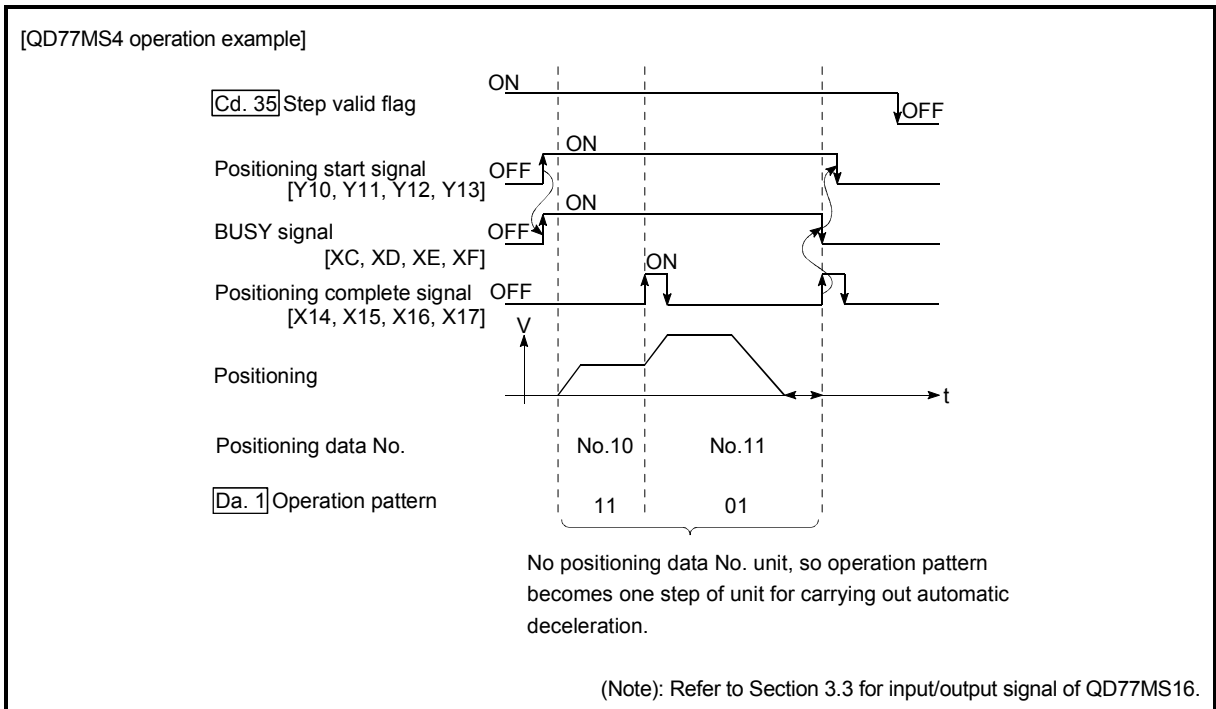 [QD77MS4 operation example]
ON
Cd. 35 Step valid flag
OFF
ON
Positioning start signal OFF
[Y10, Y11, Y12, Y13]
ON
BUSY signal OFF
[XC, XD, XE, XF]
ON
Positioning complete signal OFF
[X14, X15, X16, X17]
V
Positioning
t
Positioning data No. No.10 No.11
Da. 1 Operation pattern 11 01
No positioning data No. unit, so operation pattern
becomes one step of unit for carrying out automatic
deceleration.
(Note): Refer to Section 3.3 for input/output signal of QD77MS16.